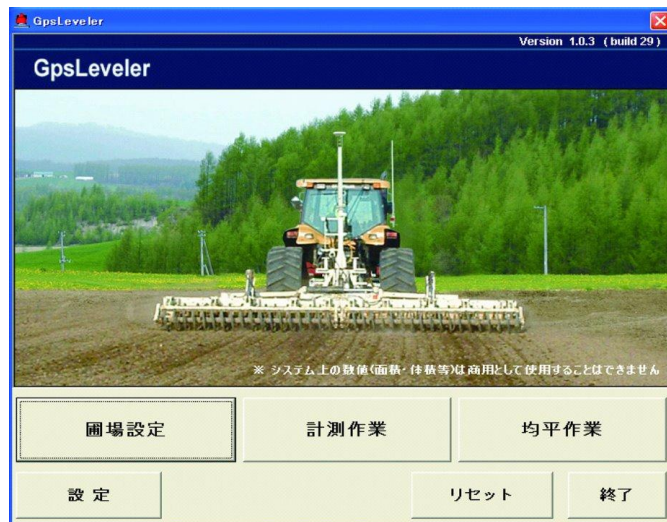 GpsLeveler
Version 1.0.3 (build 29)
GpsLeveler
※ システム上の数値(面積・体積等)は商用として使用することはできません
圃場設定 計測作業 均平作業
設定 リセット 終了